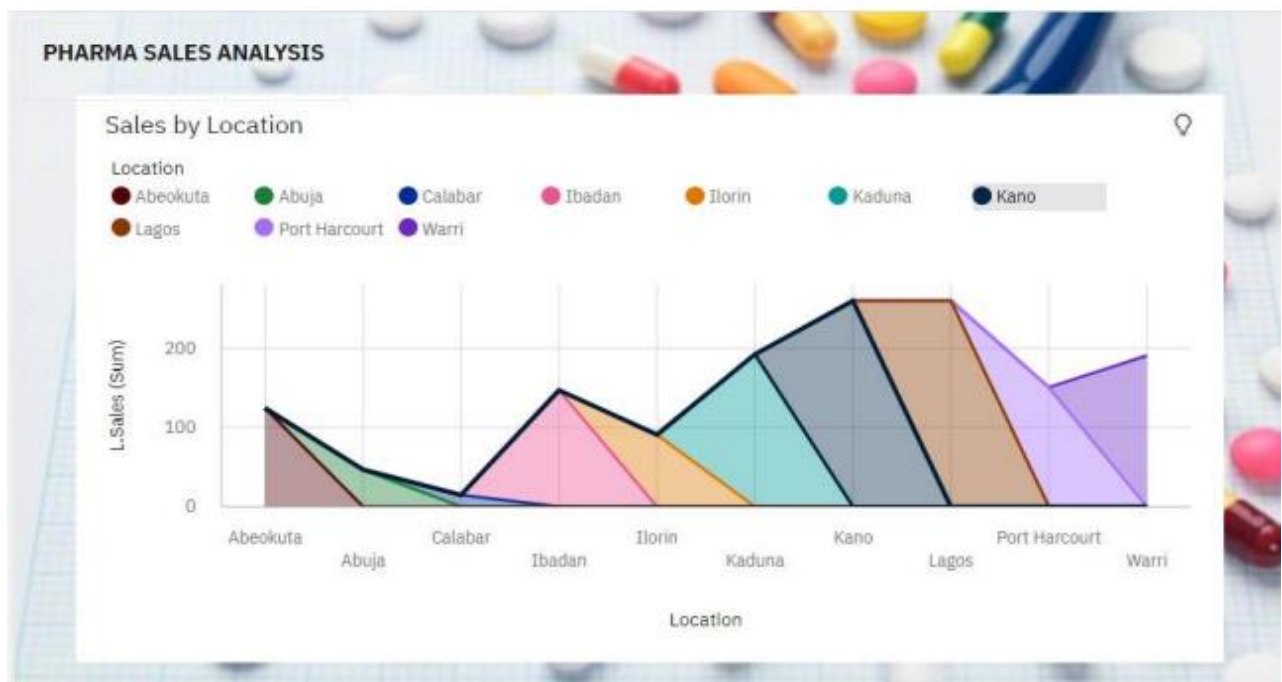 PHARMA SALES ANALYSIS
Sales by Location
Location
Abeokuta Abuja Calabar Ibadan Ilorin Kaduna Kano
Lagos Port Harcourt Warri
L.Sales (Sum)
200
100
0
Abeokuta Calabar Ilorin Kano Port Harcourt
Abuja Ibadan Kaduna Lagos Warri
Location